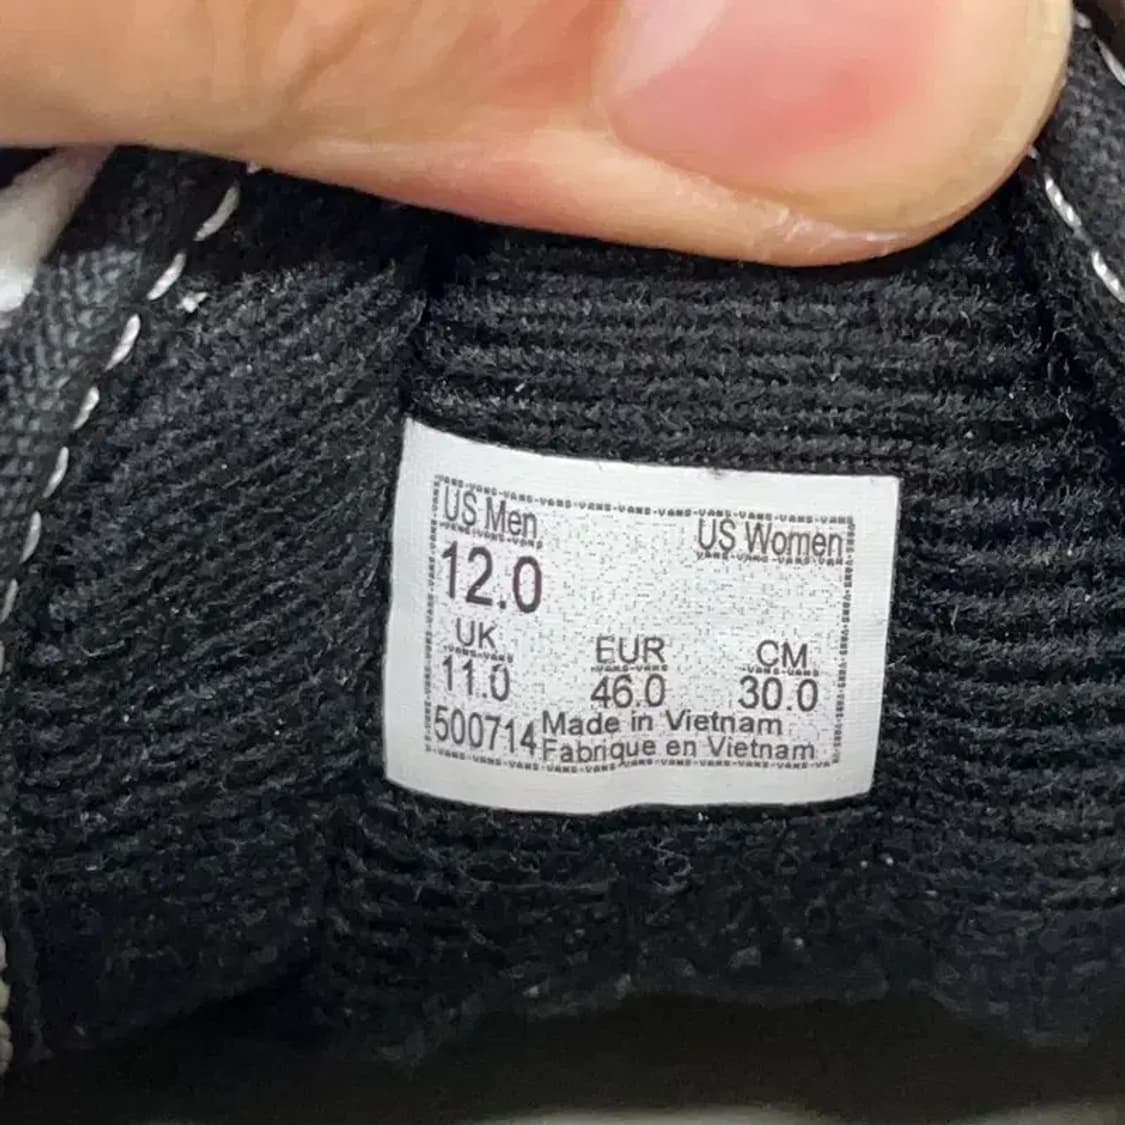 US Men US Women
12.0
UK EUR CM
11.0 46.0 30.0
500714 Made in Vietnam
Fabrique en Vietnam